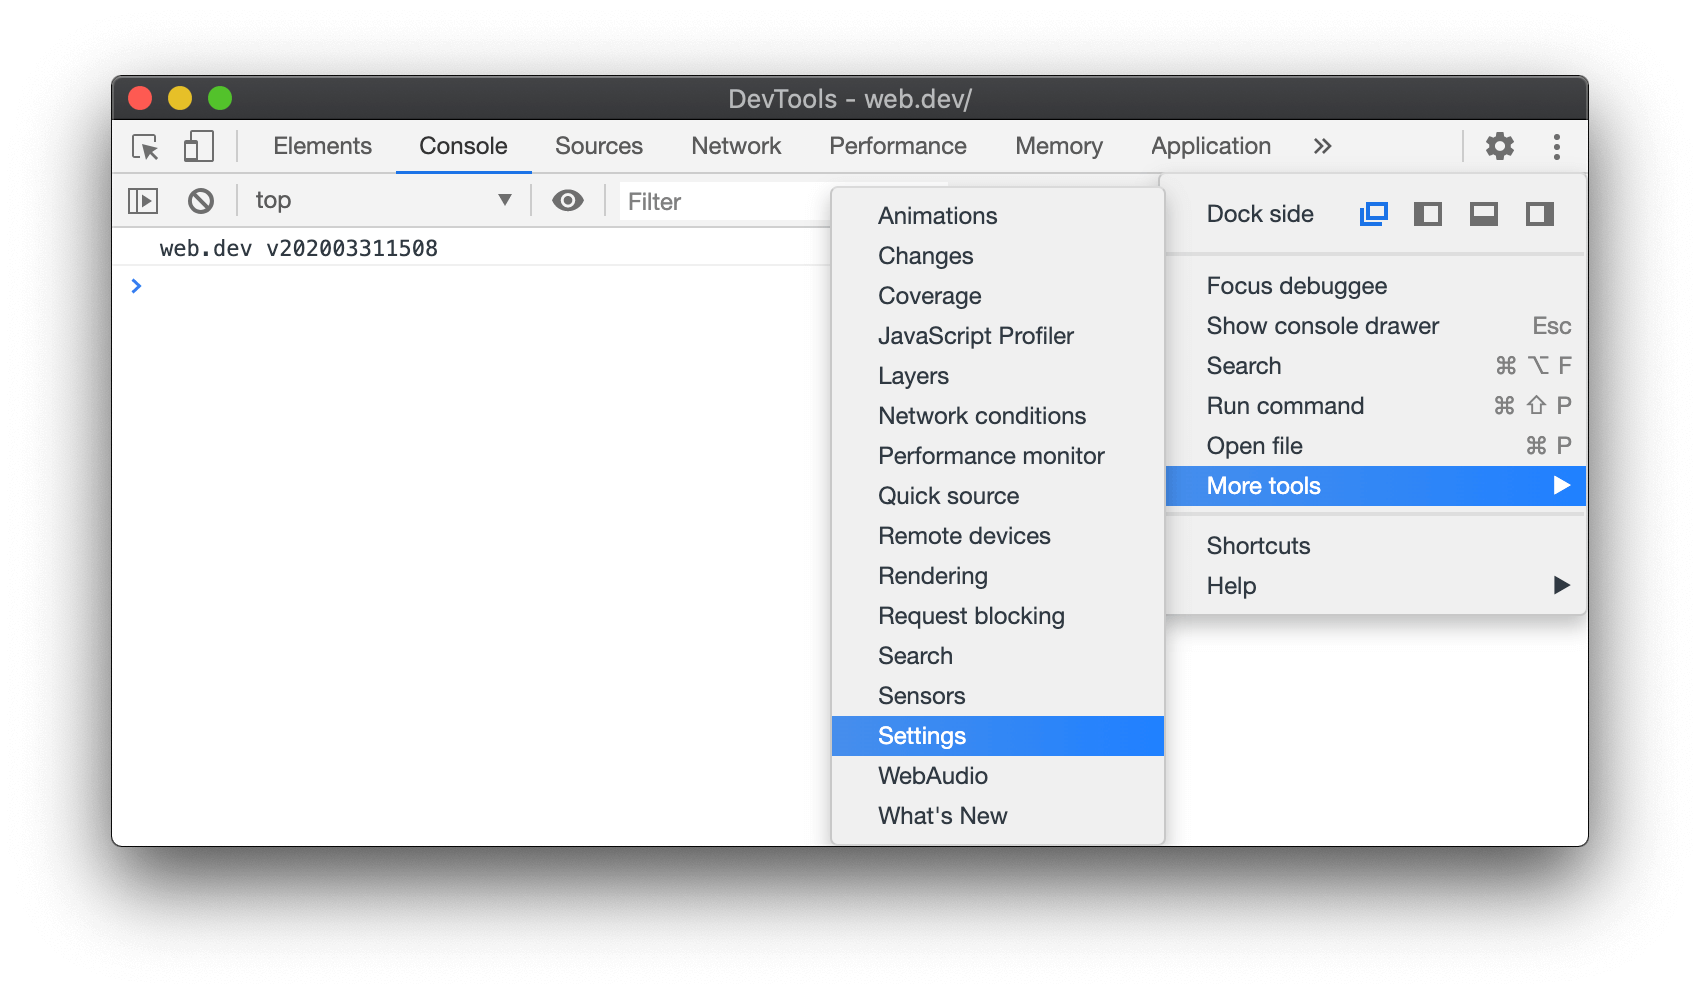 DevTools - web.dev/
Elements Console Sources Network Performance Memory Application »
top ▼ Filter
web.dev v202003311508
›
Animations
Changes
Coverage
JavaScript Profiler
Layers
Network conditions
Performance monitor
Quick source
Remote devices
Rendering
Request blocking
Search
Sensors
Settings
WebAudio
What's New
Dock side
Focus debuggee
Show console drawer Esc
Search ⌘ ⌥ F
Run command ⌘ ⇧ P
Open file ⌘ P
More tools ▶
Shortcuts
Help ▶